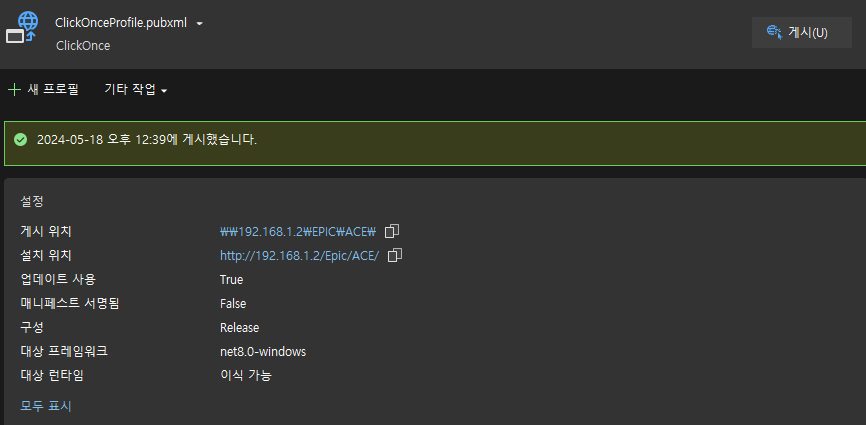 ClickOnceProfile.pubxml
ClickOnce
게시(U)
새 프로필 기타 작업
2024-05-18 오후 12:39에 게시했습니다.
설정
게시 위치 ₩₩192.168.1.2₩EPIC₩ACE₩
설치 위치 http://192.168.1.2/Epic/ACE/
업데이트 사용 True
매니페스트 서명됨 False
구성 Release
대상 프레임워크 net8.0-windows
대상 런타임 이식 가능
모두 표시